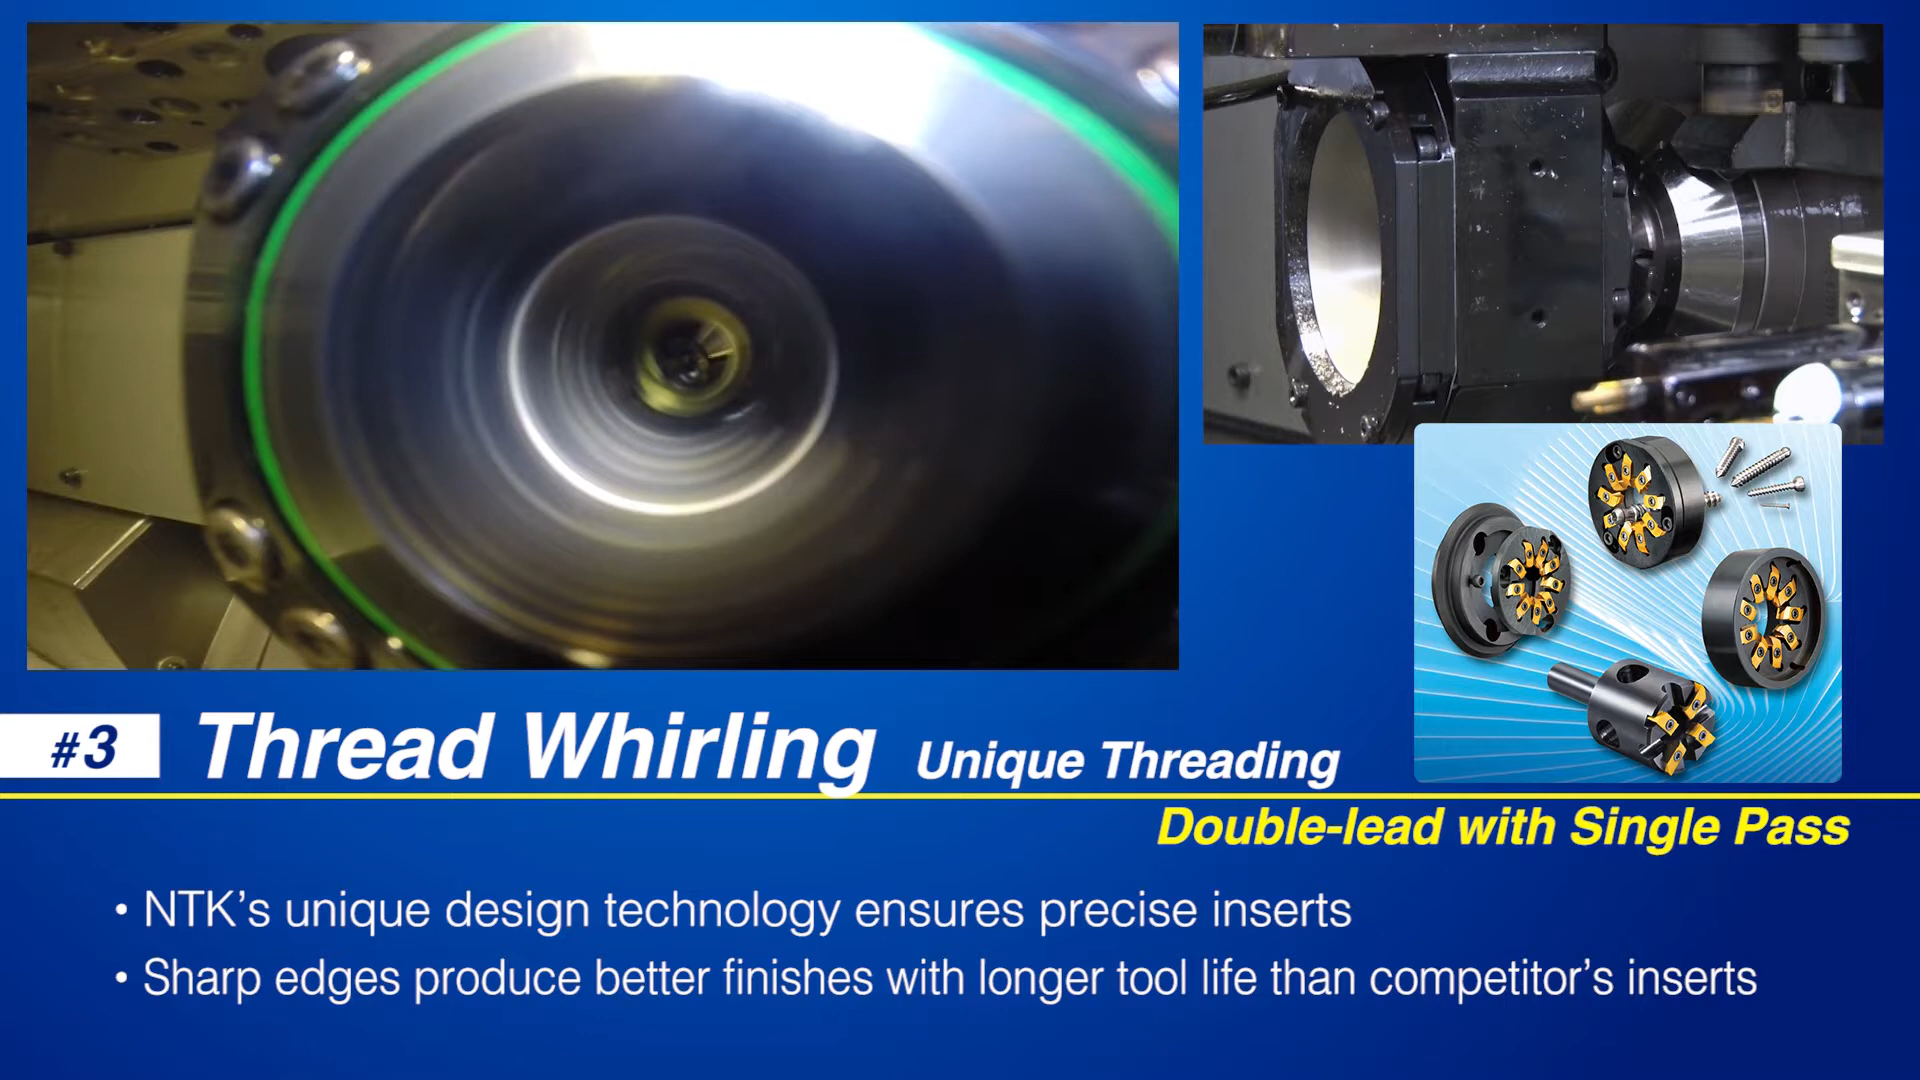 #3 Thread Whirling Unique Threading
Double-lead with Single Pass
• NTK’s unique design technology ensures precise inserts
• Sharp edges produce better finishes with longer tool life than competitor’s inserts